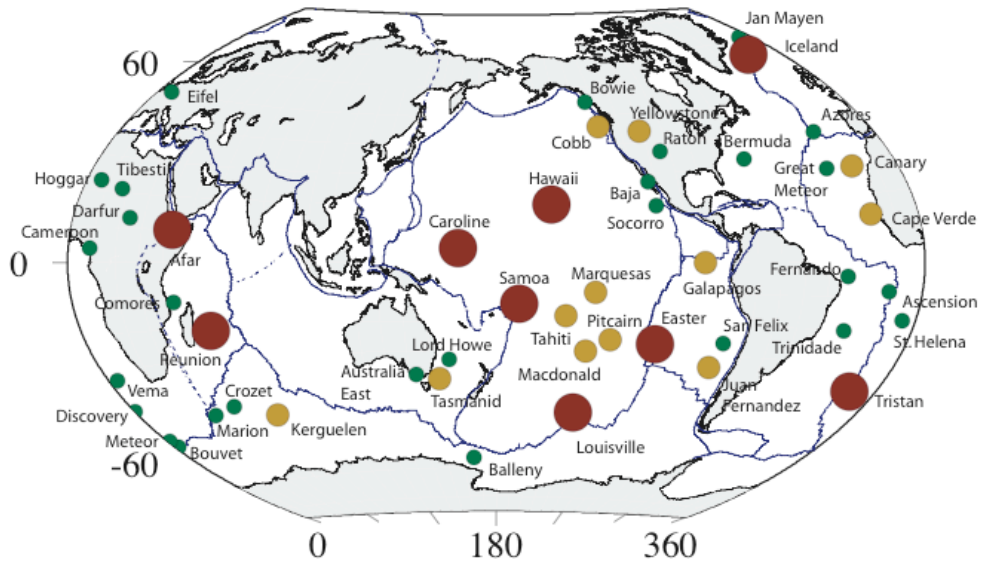 Jan Mayen
Iceland
60
Eifel
Bowie
Yellowstone
Azores
Cobb
Raton
Bermuda
Hoggar
Tibesti
Great
Meteor
Canary
Hawaii
Baja
Darfur
Socorro
Cape Verde
Caroline
Cameroon
0
Afar
Samoa
Marquesas
Galapagos
Fernando
Comores
Ascension
Pitcairn
Easter
San Felix
Tahiti
St. Helena
Reunion
Lord Howe
Trinidade
Australia
East
Macdonald
Juan
Fernandez
Vema
Crozet
Tasmanid
Tristan
Discovery
Marion
Kerguelen
Meteor
Bouvet
Louisville
-60
Balleny
0
180
360